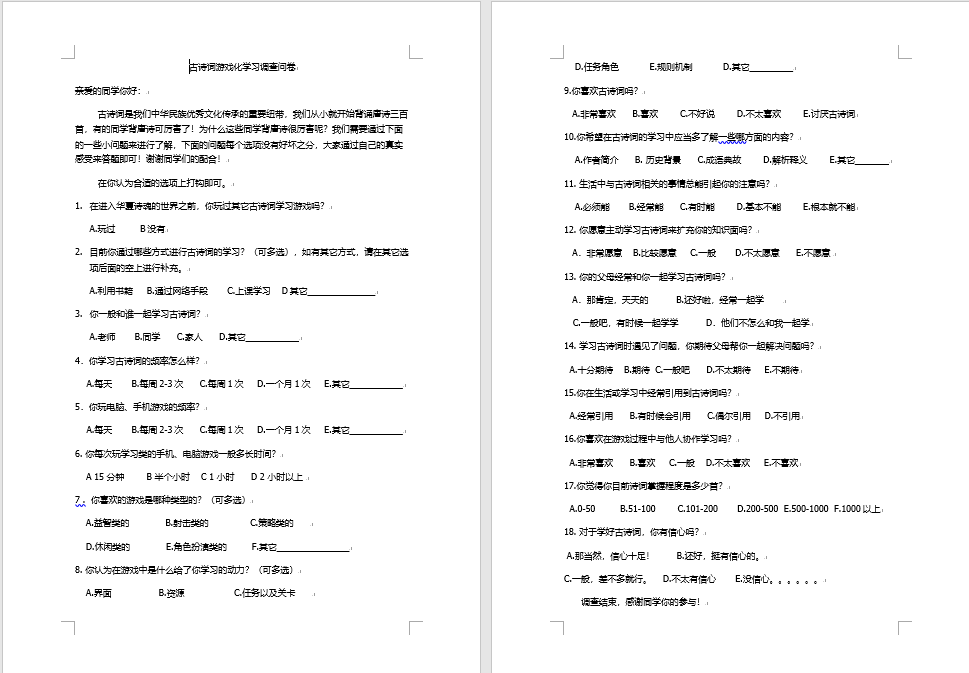 古诗词游戏化学习调查问卷
亲爱的同学你好：
古诗词是我们中华民族优秀文化传承的重要纽带，我们从小就开始背诵唐诗三百
首，有的同学背唐诗可厉害了！为什么这些同学背唐诗很厉害呢？我们需要通过下面
的一些小问题来进行了解，下面的问题每个选项没有好坏之分，大家通过自己的真实
感受来答题即可！谢谢同学们的配合！
在你认为合适的选项上打钩即可。
1. 在进入华夏诗魂的世界之前，你玩过其它古诗词学习游戏吗？
A.玩过 B没有
2. 目前你通过哪些方式进行古诗词的学习？（可多选），如有其它方式，请在其它选
项后面的空上进行补充。
A.利用书籍 B.通过网络手段 C.上课学习 D其它____________
3. 你一般和谁一起学习古诗词？
A.老师 B.同学 C.家人 D.其它__________
4. 你学习古诗词的频率怎么样？
A.每天 B.每周2-3次 C.每周1次 D.一个月1次 E.其它__________
5. 你玩电脑、手机游戏的频率？
A.每天 B.每周2-3次 C.每周1次 D.一个月1次 E.其它__________
6. 你每次玩学习类的手机、电脑游戏一般多长时间？
A 15分钟 B 半个小时 C 1小时 D 2小时以上
7 . 你喜欢的游戏是哪种类型的？（可多选）
A.益智类的 B.射击类的 C.策略类的
D.休闲类的 E.角色扮演类的 F.其它_____________
8. 你认为在游戏中是什么给了你学习的动力？（可多选）
A.界面 B.资源 C.任务以及关卡
D.任务角色 E.规则机制 D.其它________
9.你喜欢古诗词吗？
A.非常喜欢 B.喜欢 C.不好说 D.不太喜欢 E.讨厌古诗词
10.你希望在古诗词的学习中应当多了解一些哪方面的内容？
A.作者简介 B. 历史背景 C.成语典故 D.解析释义 E.其它______
11. 生活中与古诗词相关的事情总能引起你的注意吗？
A.必须能 B.经常能 C.有时能 D.基本不能 E.根本就不能
12. 你愿意主动学习古诗词来扩充你的知识面吗？
A．非常愿意 B.比较愿意 C.一般 D.不太愿意 E.不愿意
13. 你的父母经常和你一起学习古诗词吗？
A．那肯定，天天的 B.还好啦，经常一起学
C.一般吧，有时候一起学学 D．他们不怎么和我一起学
14. 学习古诗词时遇见了问题，你期待父母帮你一起解决问题吗？
A.十分期待 B.期待 C.一般吧 D.不太期待 E.不期待
15.你在生活或学习中经常引用到古诗词吗？
A.经常引用 B.有时候会引用 C.偶尔引用 D.不引用
16.你喜欢在游戏过程中与他人协作学习吗？
A.非常喜欢 B.喜欢 C.一般 D.不太喜欢 E.不喜欢
17.你觉得你目前诗词掌握程度是多少首？
A.0-50 B.51-100 C.101-200 D.200-500 E.500-1000 F.1000以上
18. 对于学好古诗词，你有信心吗？
A.那当然，信心十足！ B.还好，挺有信心的。
C.一般，差不多就行。 D.不太有信心 E.没信心。。。。。。
调查结束，感谢同学你的参与！